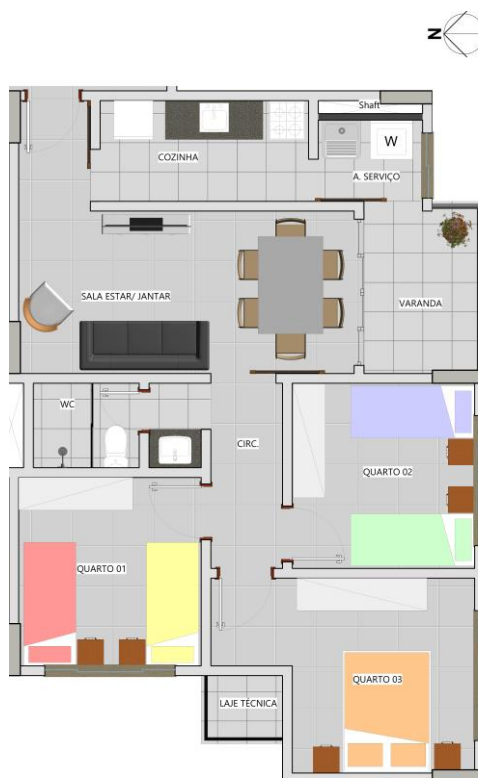 N
Shaft
COZINHA
W
A. SERVIÇO
SALA ESTAR/ JANTAR
VARANDA
WC
CIRC.
QUARTO 02
QUARTO 01
QUARTO 03
LAJE TÉCNICA